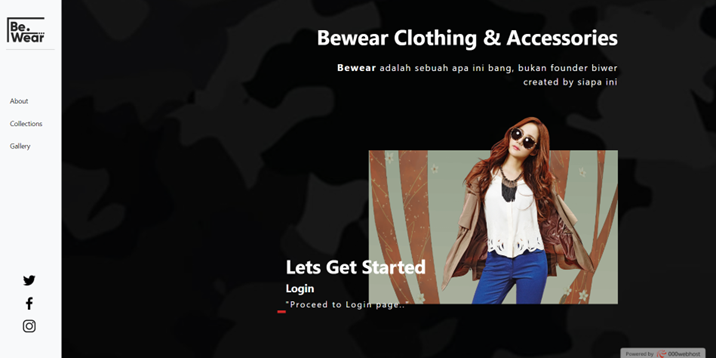 Be.
Wear
About
Collections
Gallery
Bewear Clothing & Accessories
Bewear adalah sebuah apa ini bang, bukan founder biwer
created by siapa ini
Lets Get Started
Login
"Proceed to Login page.."
Powered by 000webhost